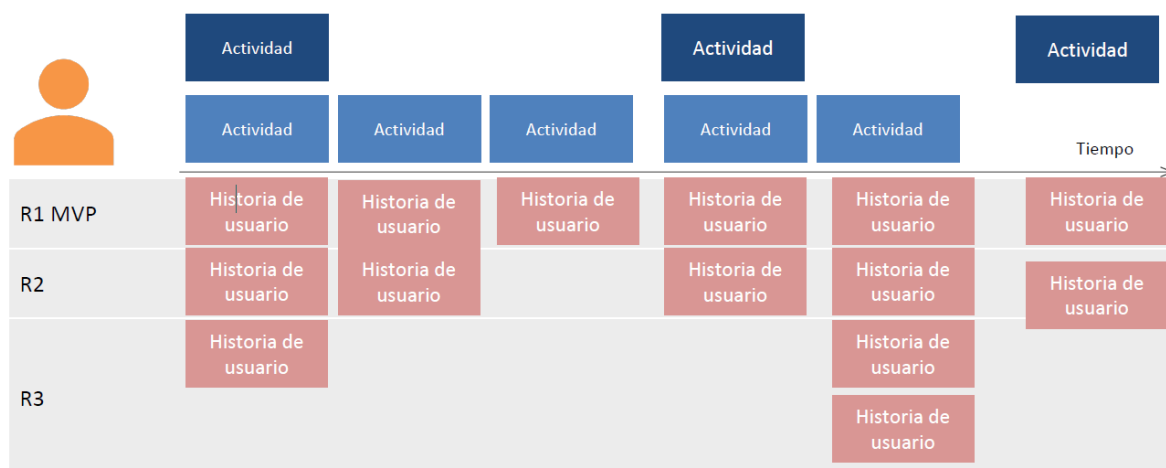 Actividad
Actividad
Actividad
Actividad
Actividad
Actividad
Actividad
Actividad
Tiempo
R1 MVP
Historia de
usuario
Historia de
usuario
Historia de
usuario
Historia de
usuario
Historia de
usuario
Historia de
usuario
R2
Historia de
usuario
Historia de
usuario
Historia de
usuario
Historia de
usuario
Historia de
usuario
R3
Historia de
usuario
Historia de
usuario
Historia de
usuario